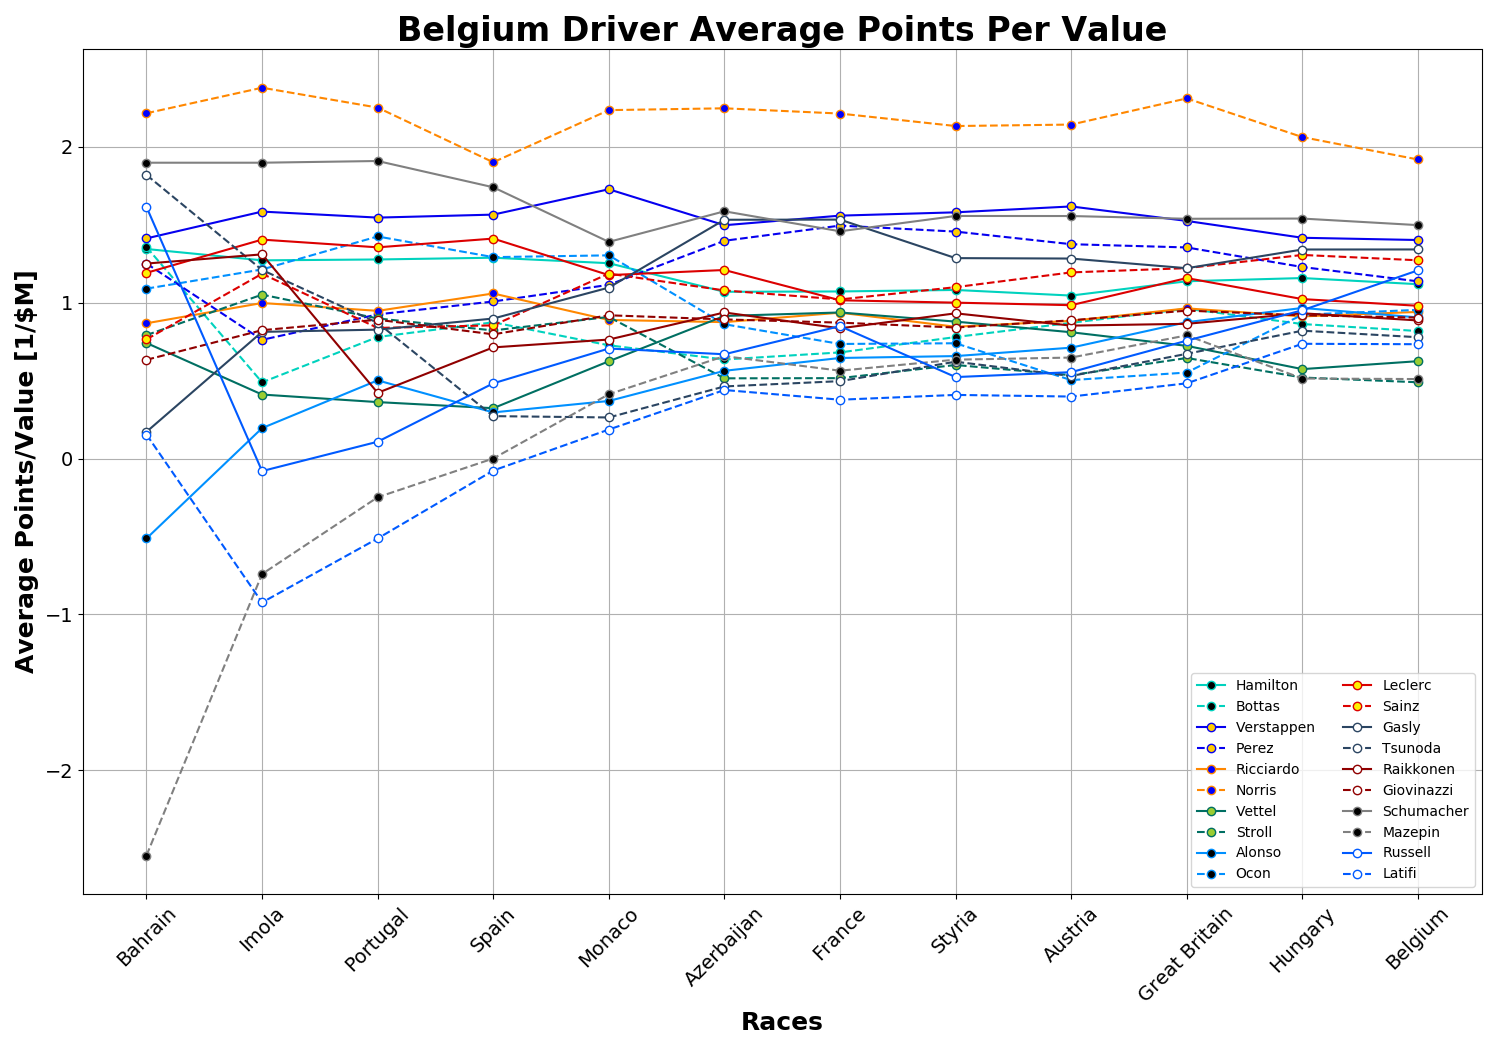 Belgium Driver Average Points Per Value
Average Points/Value [1/$M]
2
1
0
−1
−2
Bahrain
Imola
Portugal
Spain
Monaco
Azerbaijan
France
Styria
Austria
Great Britain
Hungary
Belgium
Races
Hamilton
Bottas
Verstappen
Perez
Ricciardo
Norris
Vettel
Stroll
Alonso
Ocon
Leclerc
Sainz
Gasly
Tsunoda
Raikkonen
Giovinazzi
Schumacher
Mazepin
Russell
Latifi